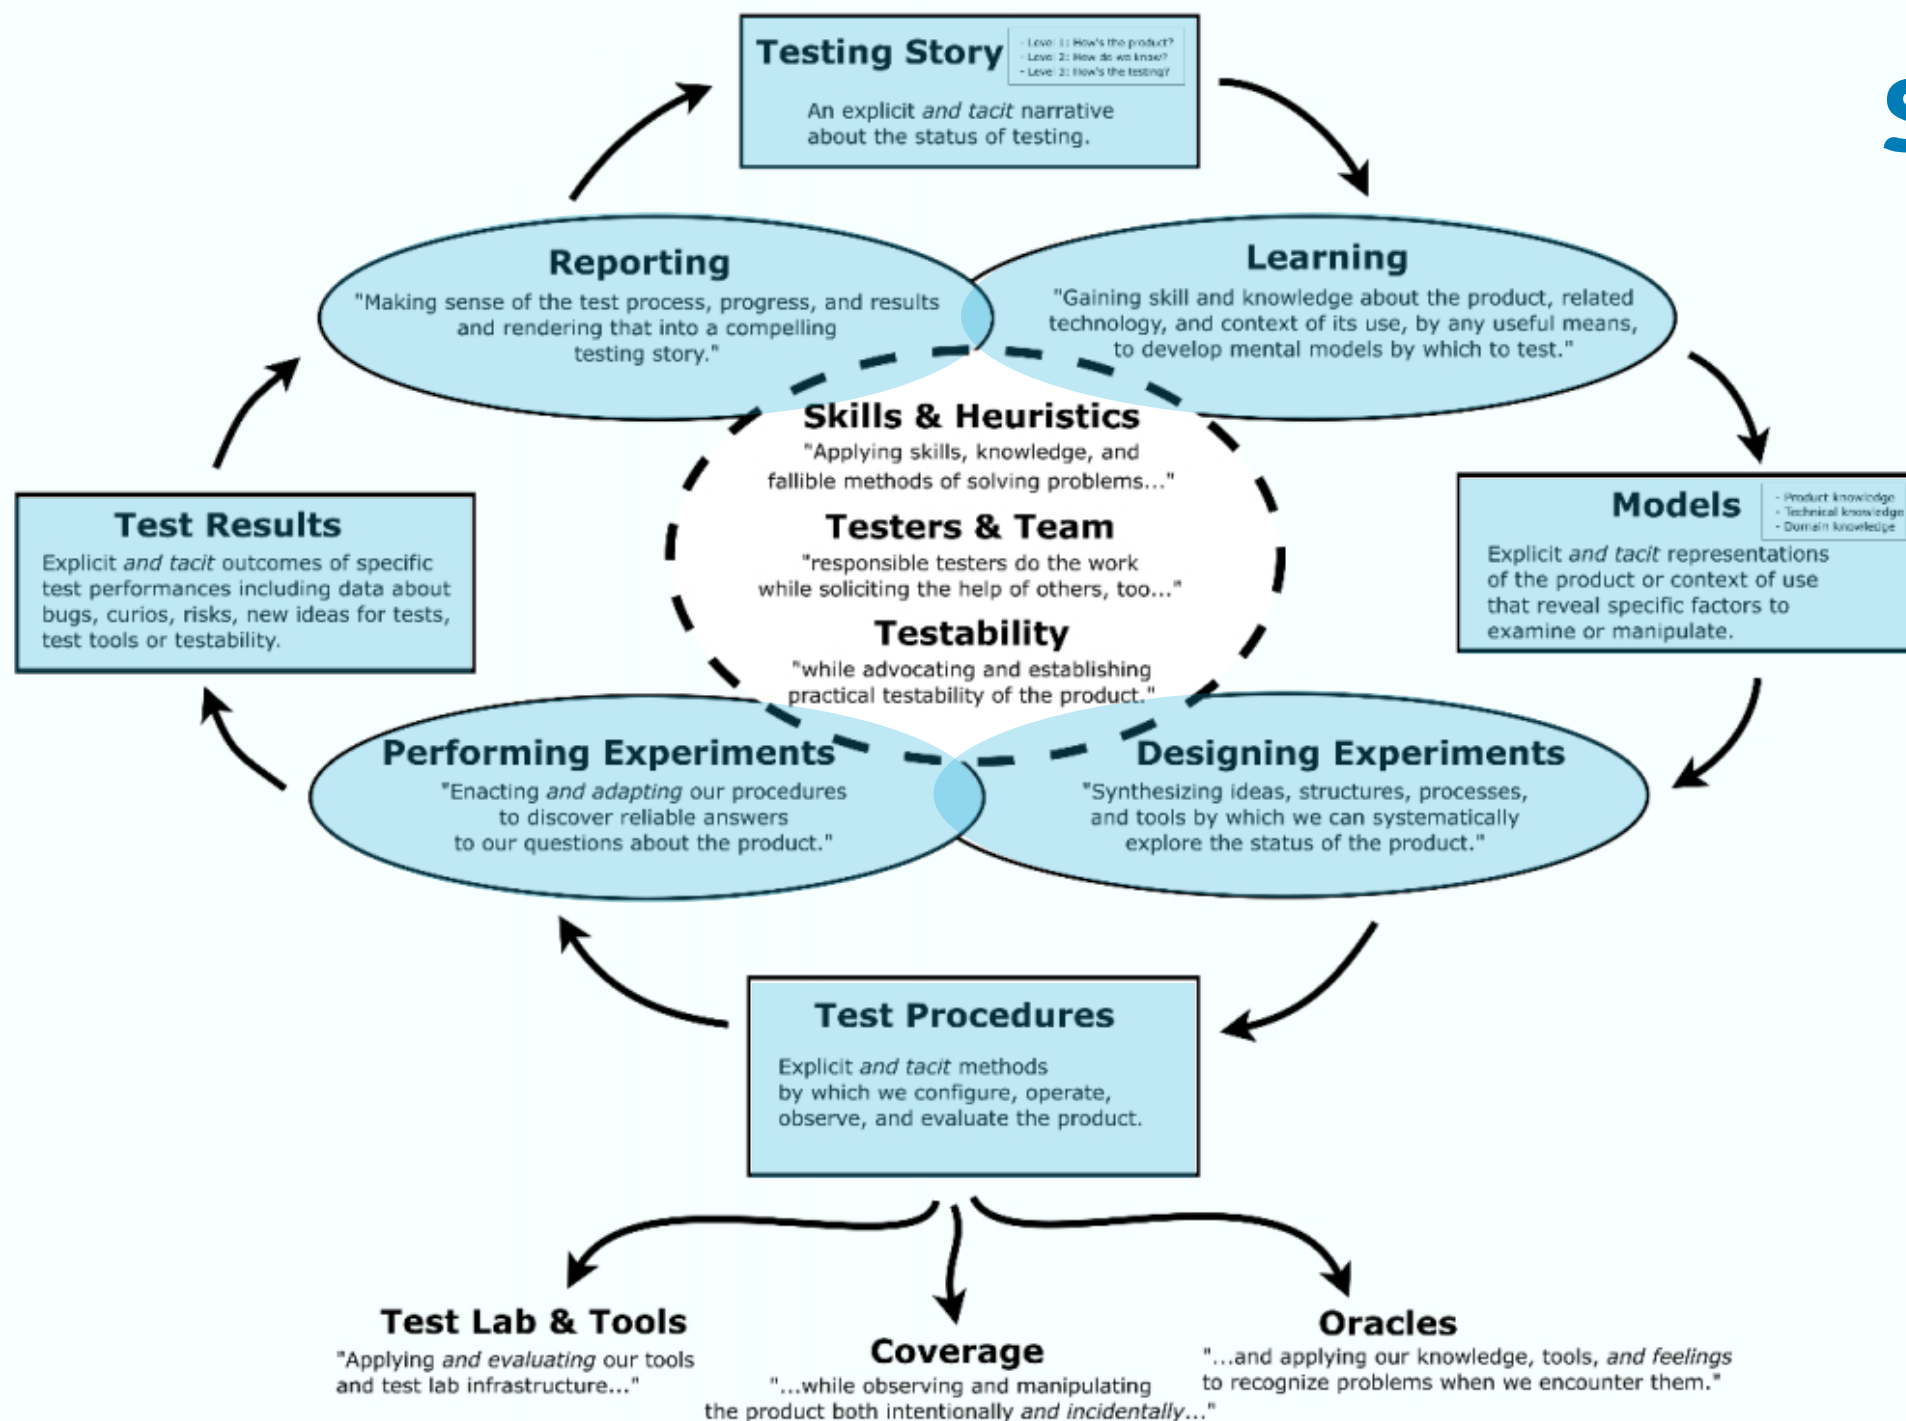 Testing Story
- Level 1: How's the product?
- Level 2: How do we know?
- Level 3: How's the testing?
An explicit and tacit narrative
about the status of testing.
S
Reporting
"Making sense of the test process, progress, and results
and rendering that into a compelling
testing story."
Learning
"Gaining skill and knowledge about the product, related
technology, and context of its use, by any useful means,
to develop mental models by which to test."
Skills & Heuristics
"Applying skills, knowledge, and
fallible methods of solving problems..."
Testers & Team
"responsible testers do the work
while soliciting the help of others, too..."
Testability
"while advocating and establishing
practical testability of the product."
Test Results
Explicit and tacit outcomes of specific
test performances including data about
bugs, curios, risks, new ideas for tests,
test tools or testability.
Models
- Product knowledge
- Technical knowledge
- Domain knowledge
Explicit and tacit representations
of the product or context of use
that reveal specific factors to
examine or manipulate.
Performing Experiments
"Enacting and adapting our procedures
to discover reliable answers
to our questions about the product."
Designing Experiments
"Synthesizing ideas, structures, processes,
and tools by which we can systematically
explore the status of the product."
Test Procedures
Explicit and tacit methods
by which we configure, operate,
observe, and evaluate the product.
Test Lab & Tools
"Applying and evaluating our tools
and test lab infrastructure..."
Coverage
"...while observing and manipulating
the product both intentionally and incidentally..."
Oracles
"...and applying our knowledge, tools, and feelings
to recognize problems when we encounter them."